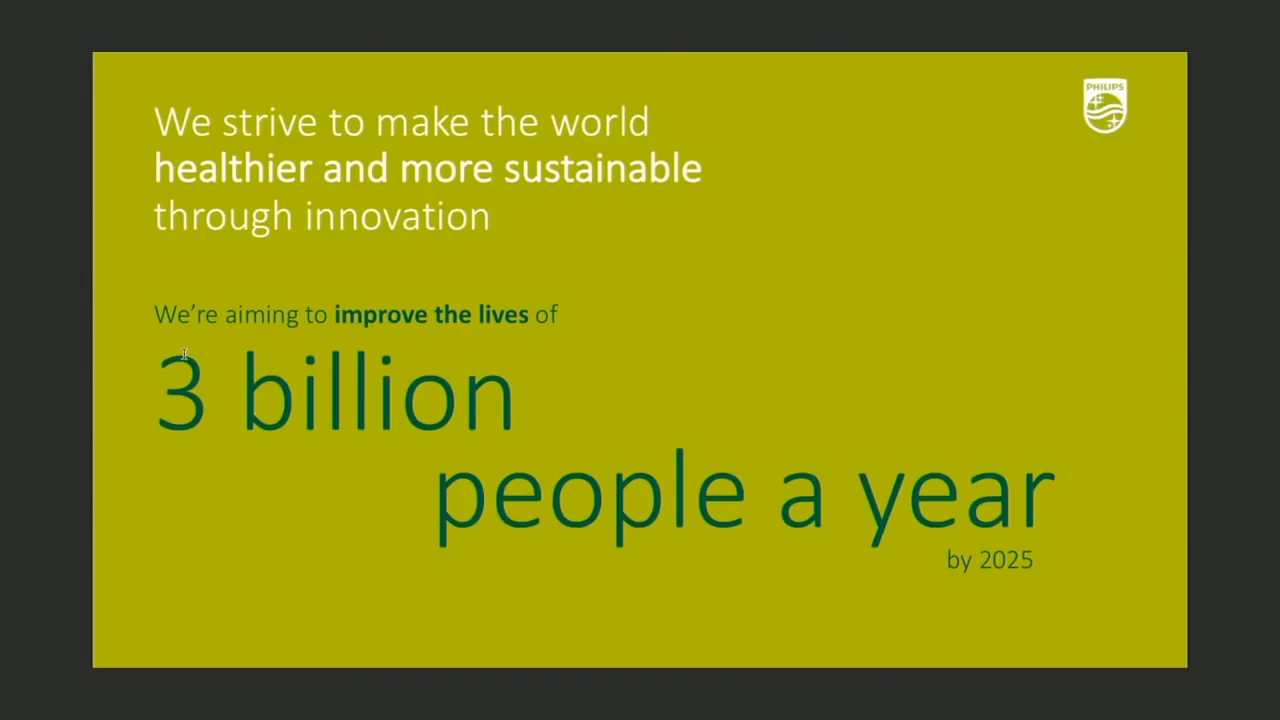 PHILIPS
We strive to make the world
healthier and more sustainable
through innovation
We're aiming to improve the lives of
3 billion
people a year
by 2025